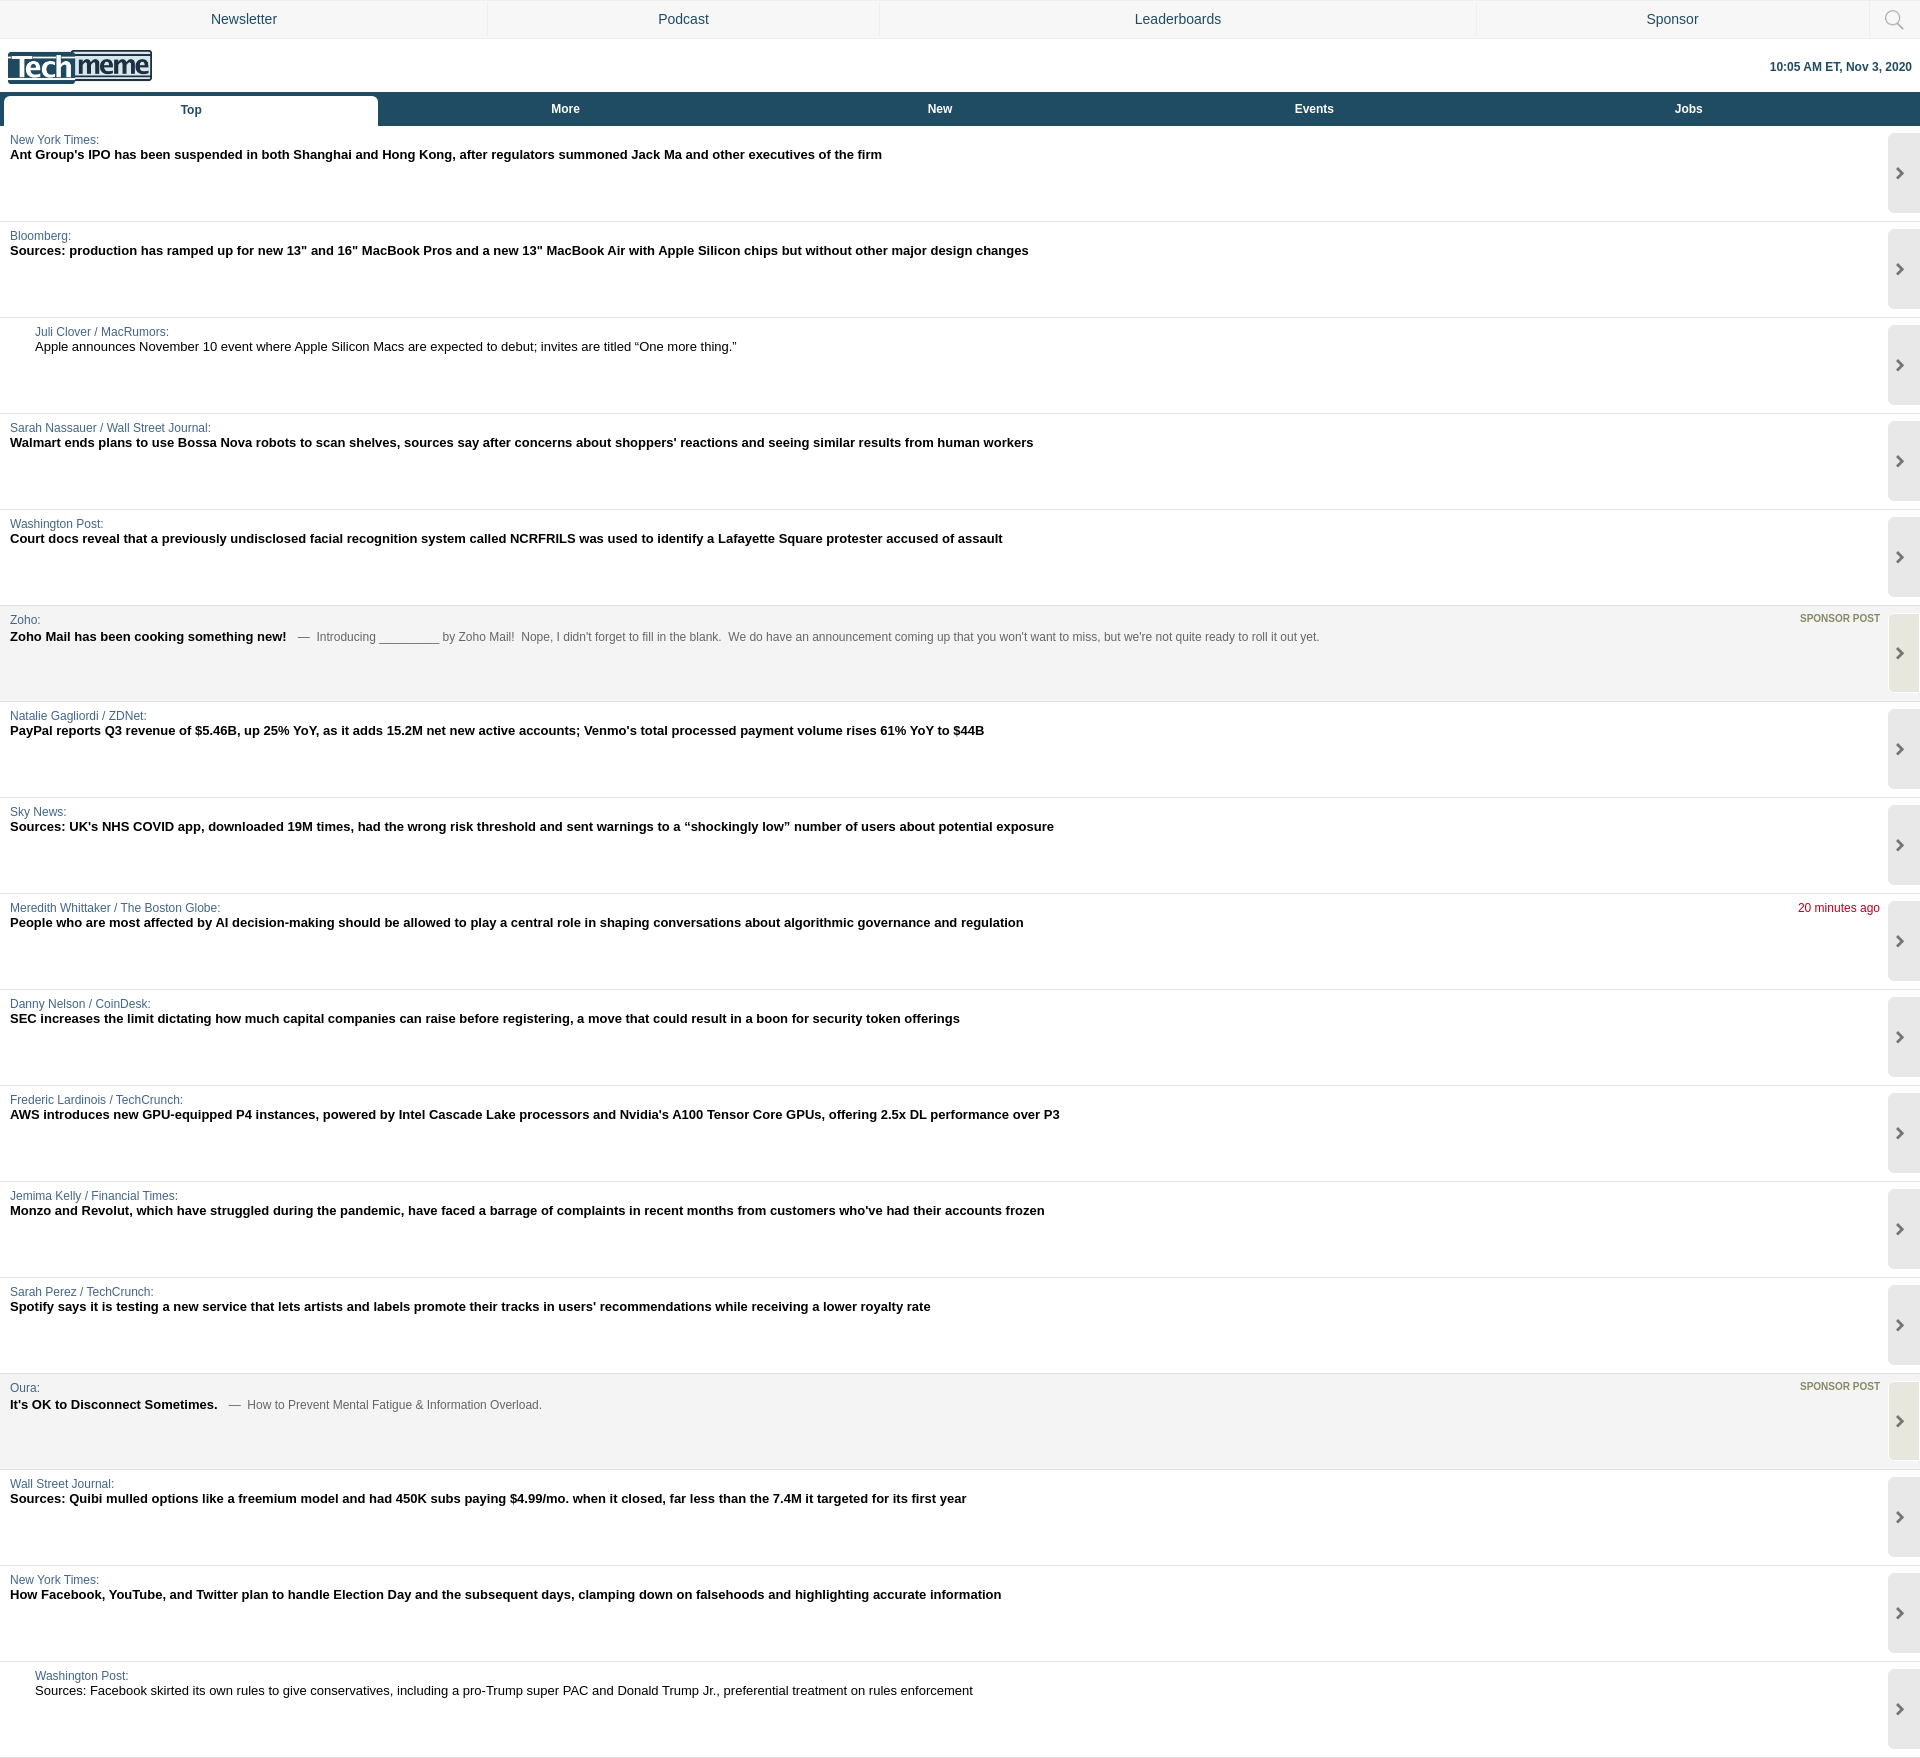 Newsletter
Podcast
Leaderboards
Sponsor
Techmeme
10:05 AM ET, Nov 3, 2020
Top
More
New
Events
Jobs
New York Times:
Ant Group's IPO has been suspended in both Shanghai and Hong Kong, after regulators summoned Jack Ma and other executives of the firm
Bloomberg:
Sources: production has ramped up for new 13" and 16" MacBook Pros and a new 13" MacBook Air with Apple Silicon chips but without other major design changes
Juli Clover / MacRumors:
Apple announces November 10 event where Apple Silicon Macs are expected to debut; invites are titled “One more thing.”
Sarah Nassauer / Wall Street Journal:
Walmart ends plans to use Bossa Nova robots to scan shelves, sources say after concerns about shoppers' reactions and seeing similar results from human workers
Washington Post:
Court docs reveal that a previously undisclosed facial recognition system called NCRFRILS was used to identify a Lafayette Square protester accused of assault
Zoho:
SPONSOR POST
Zoho Mail has been cooking something new! — Introducing _________ by Zoho Mail! Nope, I didn't forget to fill in the blank. We do have an announcement coming up that you won't want to miss, but we're not quite ready to roll it out yet.
Natalie Gagliordi / ZDNet:
PayPal reports Q3 revenue of $5.46B, up 25% YoY, as it adds 15.2M net new active accounts; Venmo's total processed payment volume rises 61% YoY to $44B
Sky News:
Sources: UK's NHS COVID app, downloaded 19M times, had the wrong risk threshold and sent warnings to a “shockingly low” number of users about potential exposure
Meredith Whittaker / The Boston Globe:
20 minutes ago
People who are most affected by AI decision-making should be allowed to play a central role in shaping conversations about algorithmic governance and regulation
Danny Nelson / CoinDesk:
SEC increases the limit dictating how much capital companies can raise before registering, a move that could result in a boon for security token offerings
Frederic Lardinois / TechCrunch:
AWS introduces new GPU-equipped P4 instances, powered by Intel Cascade Lake processors and Nvidia's A100 Tensor Core GPUs, offering 2.5x DL performance over P3
Jemima Kelly / Financial Times:
Monzo and Revolut, which have struggled during the pandemic, have faced a barrage of complaints in recent months from customers who've had their accounts frozen
Sarah Perez / TechCrunch:
Spotify says it is testing a new service that lets artists and labels promote their tracks in users' recommendations while receiving a lower royalty rate
Oura:
SPONSOR POST
It's OK to Disconnect Sometimes. — How to Prevent Mental Fatigue & Information Overload.
Wall Street Journal:
Sources: Quibi mulled options like a freemium model and had 450K subs paying $4.99/mo. when it closed, far less than the 7.4M it targeted for its first year
New York Times:
How Facebook, YouTube, and Twitter plan to handle Election Day and the subsequent days, clamping down on falsehoods and highlighting accurate information
Washington Post:
Sources: Facebook skirted its own rules to give conservatives, including a pro-Trump super PAC and Donald Trump Jr., preferential treatment on rules enforcement